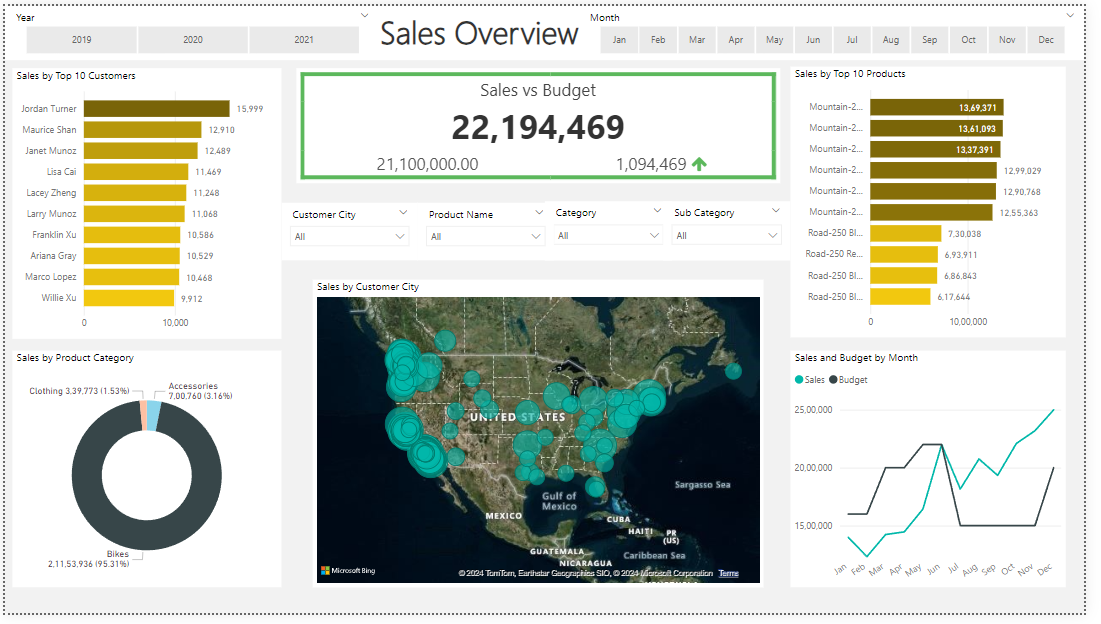 Year
2019 2020 2021
Sales Overview
Month
Jan Feb Mar Apr May Jun Jul Aug Sep Oct Nov Dec
Sales by Top 10 Customers
Jordan Turner 15,999
Maurice Shan 12,910
Janet Munoz 12,489
Lisa Cai 11,469
Lacey Zheng 11,248
Larry Munoz 11,068
Franklin Xu 10,586
Ariana Gray 10,529
Marco Lopez 10,468
Willie Xu 9,912
0 10,000
Sales vs Budget
22,194,469
21,100,000.00 1,094,469
Customer City Product Name Category Sub Category
All All All All
Sales by Top 10 Products
Mountain-2... 13,69,371
Mountain-2... 13,61,093
Mountain-2... 13,37,391
Mountain-2... 12,99,029
Mountain-2... 12,90,768
Mountain-2... 12,55,363
Road-250 Bl... 7,30,038
Road-250 Re... 6,93,911
Road-250 Bl... 6,86,843
Road-250 Bl... 6,17,644
0 10,00,000
Sales by Product Category
Clothing 3,39,773 (1.53%)
Accessories
7,00,760 (3.16%)
Bikes
2,11,53,936 (95.31%)
Sales by Customer City
UNITED STATES
Gulf of
Mexico
Sargasso Sea
MEXICO
CUBA
HAITI
PR
(US)
GUATEMALA
Caribbean Sea
NICARAGUA
Microsoft Bing
© 2024 TomTom, Earthstar Geographics SIO, © 2024 Microsoft Corporation Terms
Sales and Budget by Month
Sales Budget
25,00,000
20,00,000
15,00,000
Jan Feb Mar Apr May Jun Jul Aug Sep Oct Nov Dec